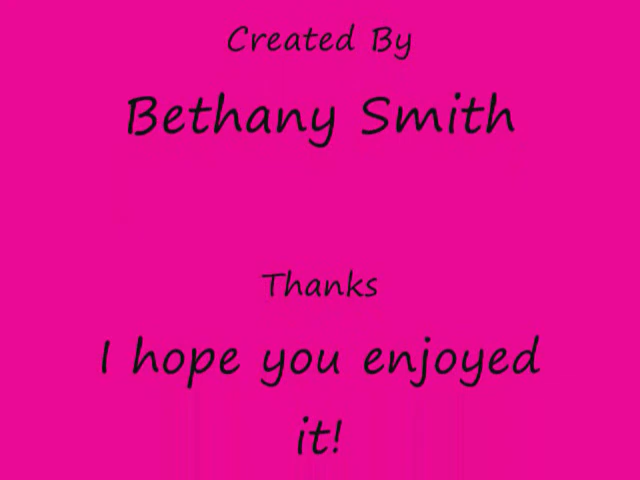 Created By
Bethany Smith
Thanks
I hope you enjoyed
it!